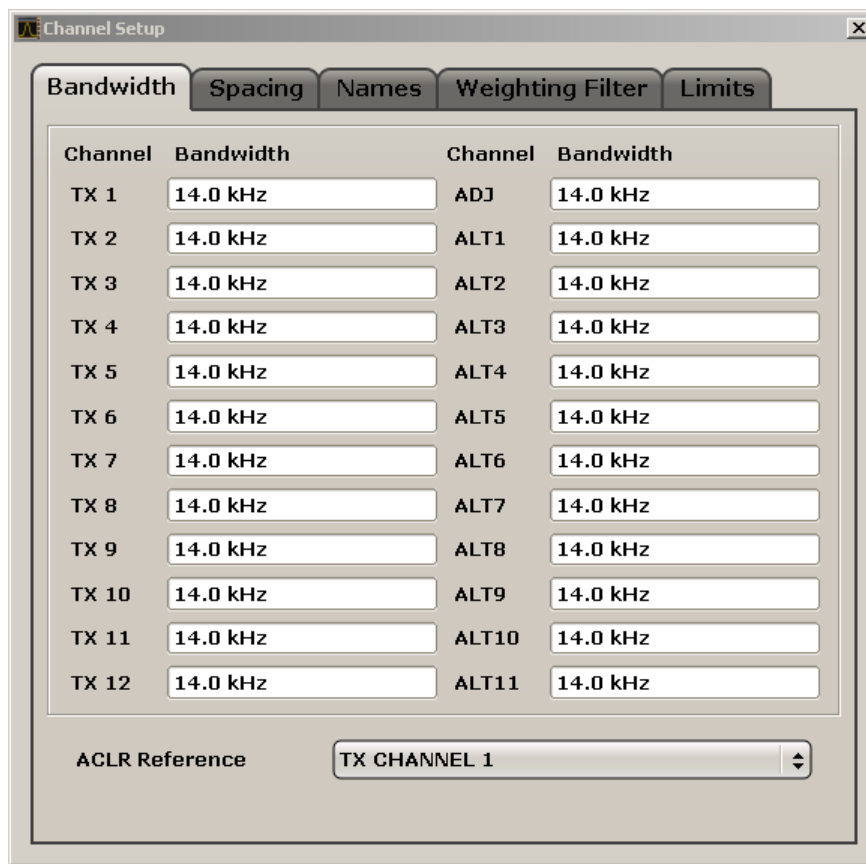 Channel Setup
Bandwidth Spacing Names Weighting Filter Limits
Channel Bandwidth Channel Bandwidth
TX 1 14.0 kHz ADJ 14.0 kHz
TX 2 14.0 kHz ALT1 14.0 kHz
TX 3 14.0 kHz ALT2 14.0 kHz
TX 4 14.0 kHz ALT3 14.0 kHz
TX 5 14.0 kHz ALT4 14.0 kHz
TX 6 14.0 kHz ALT5 14.0 kHz
TX 7 14.0 kHz ALT6 14.0 kHz
TX 8 14.0 kHz ALT7 14.0 kHz
TX 9 14.0 kHz ALT8 14.0 kHz
TX 10 14.0 kHz ALT9 14.0 kHz
TX 11 14.0 kHz ALT10 14.0 kHz
TX 12 14.0 kHz ALT11 14.0 kHz
ACLR Reference TX CHANNEL 1